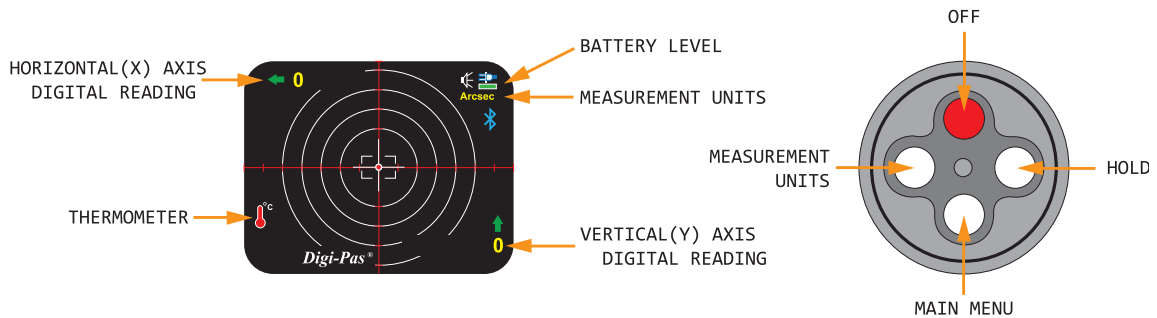 OFF
BATTERY LEVEL
HORIZONTAL(X) AXIS
DIGITAL READING
0
Arcsec
MEASUREMENT UNITS
MEASUREMENT
UNITS
HOLD
THERMOMETER
°C
0
VERTICAL(Y) AXIS
DIGITAL READING
Digi-Pas®
MAIN MENU